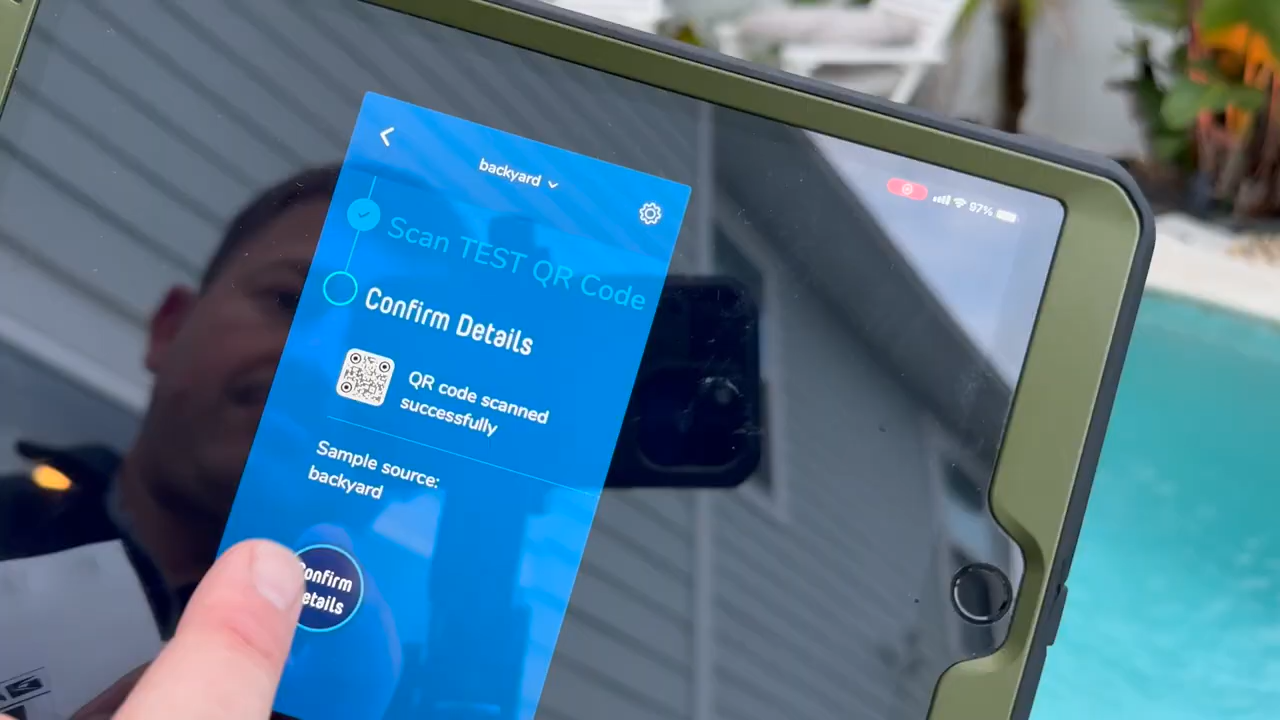 backyard
97%
Scan TEST QR Code
Confirm Details
QR code scanned
successfully
Sample source:
backyard
onfirm
etails